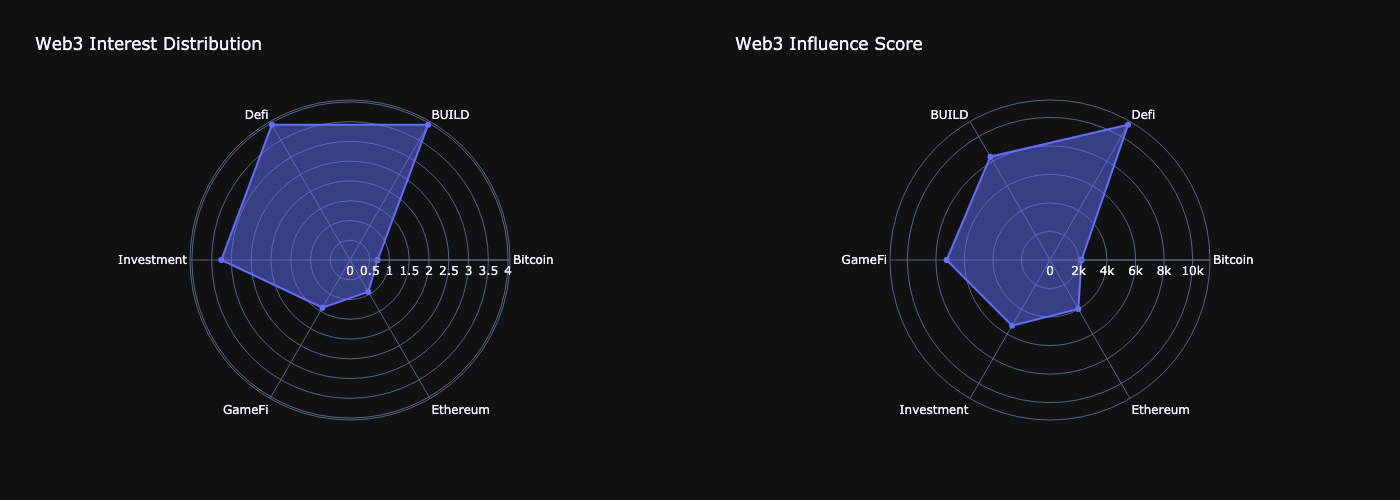 Web3 Interest Distribution
Defi
BUILD
Investment
Bitcoin
0 0.5 1 1.5 2 2.5 3 3.5 4
GameFi
Ethereum
Web3 Influence Score
BUILD
Defi
GameFi
Bitcoin
0 2k 4k 6k 8k 10k
Investment
Ethereum